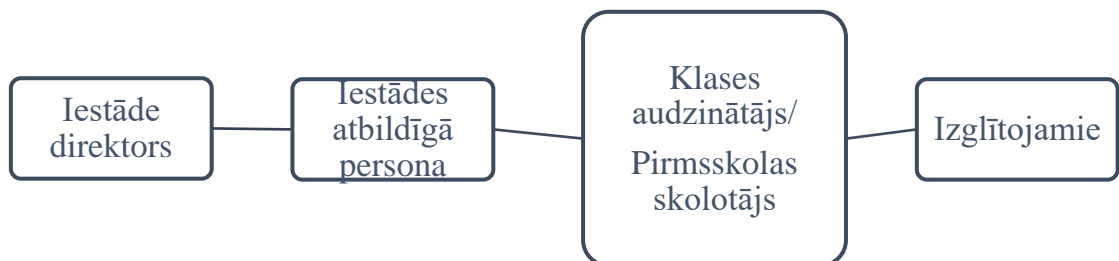 Iestāde
direktors
Iestādes
atbildīgā
persona
Klases
audzinātājs/
Pirmsskolas
skolotājs
Izglītojamie